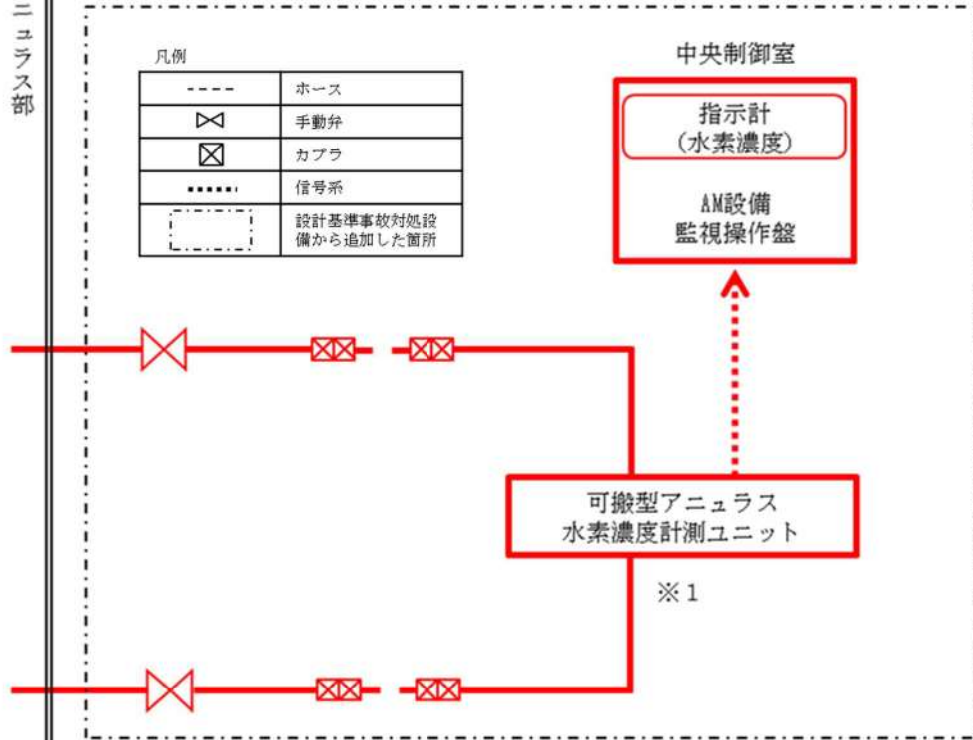 ニュラス部
凡例
ホース
手動弁
カプラ
信号系
設計基準事故対処設
備から追加した箇所
中央制御室
指示計
(水素濃度)
AM設備
監視操作盤
可搬型アニュラス
水素濃度計測ユニット
※1